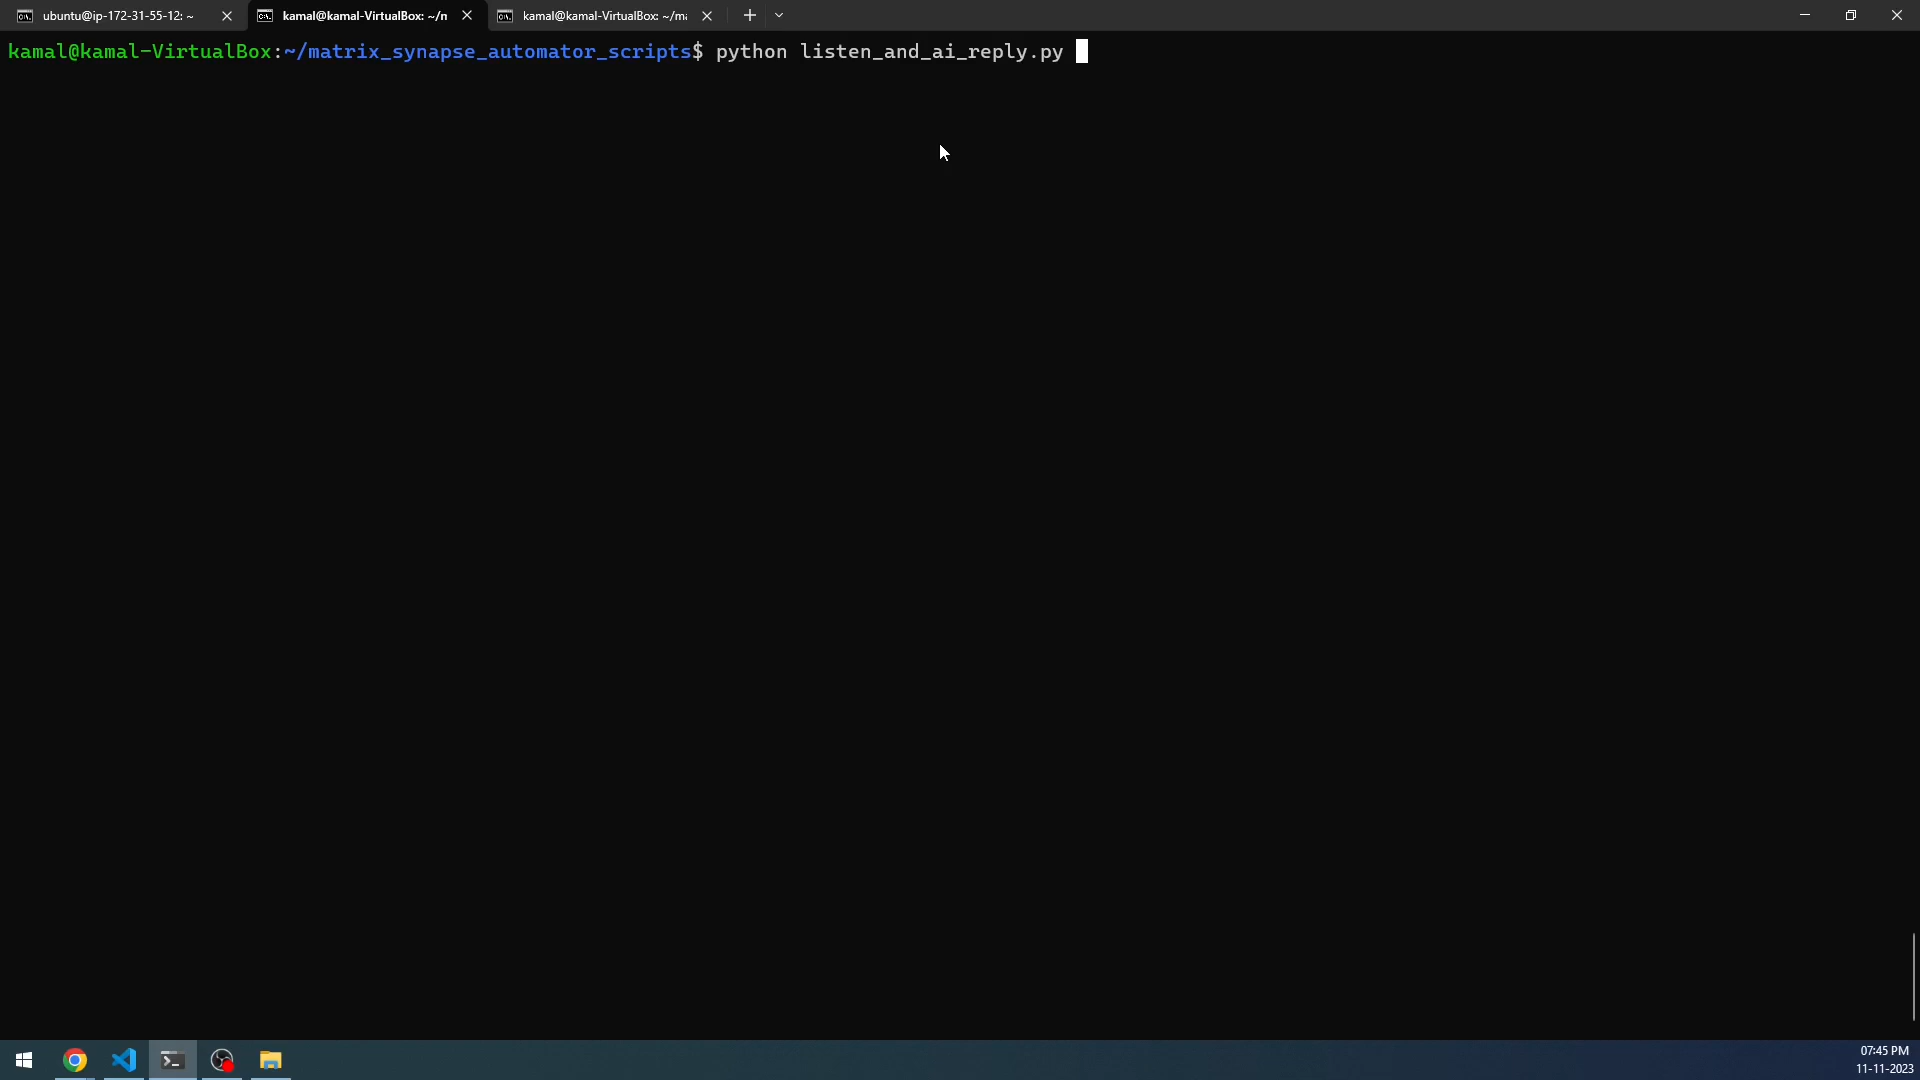 ubuntu@ip-172-31-55-12: ~
kamal@kamal-VirtualBox: ~/n
kamal@kamal-VirtualBox: ~/m
kamal@kamal-VirtualBox:~/matrix_synapse_automator_scripts$ python listen_and_ai_reply.py
07:45 PM
11-11-2023